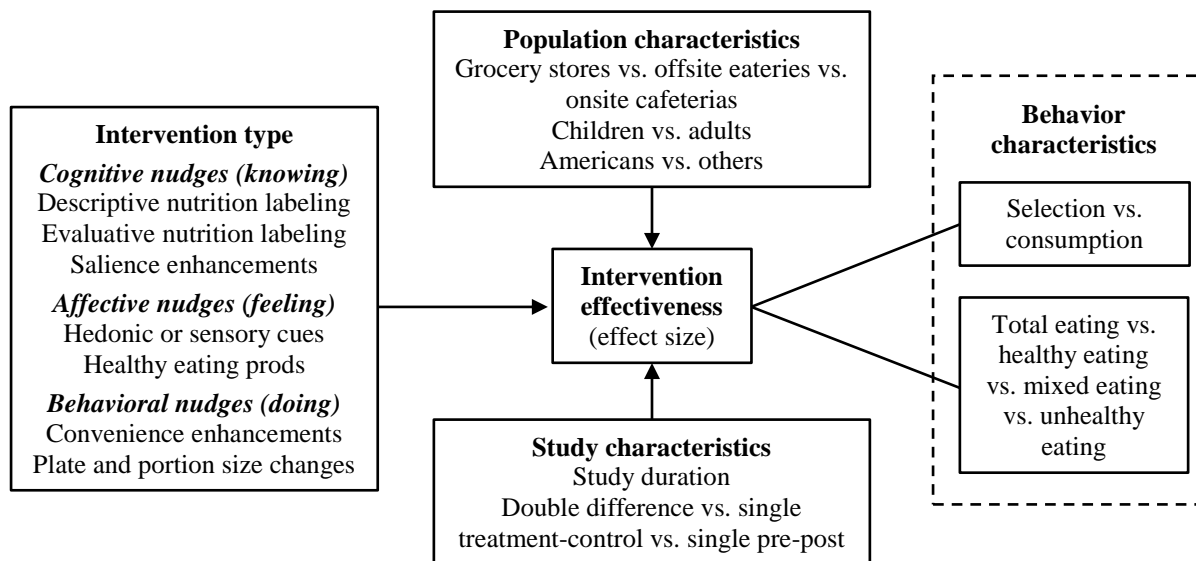 Intervention type
Cognitive nudges (knowing)
Descriptive nutrition labeling
Evaluative nutrition labeling
Salience enhancements
Affective nudges (feeling)
Hedonic or sensory cues
Healthy eating prods
Behavioral nudges (doing)
Convenience enhancements
Plate and portion size changes
Population characteristics
Grocery stores vs. offsite eateries vs.
onsite cafeterias
Children vs. adults
Americans vs. others
Intervention
effectiveness
(effect size)
Study characteristics
Study duration
Double difference vs. single
treatment-control vs. single pre-post
Behavior
characteristics
Selection vs.
consumption
Total eating vs.
healthy eating
vs. mixed eating
vs. unhealthy
eating